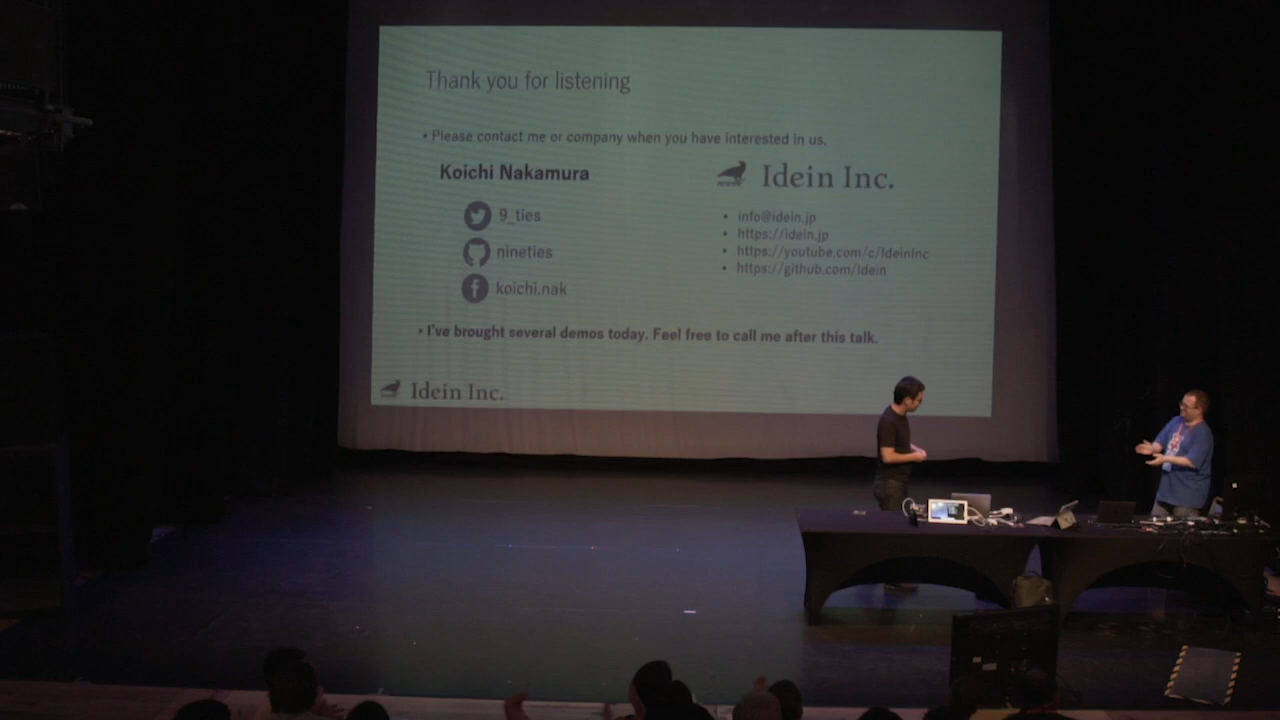 Thank you for listening
• Please contact me or company when you have interested in us.
Koichi Nakamura
9_ties
nineties
koichi.nak
Idein Inc.
• info@idein.jp
• https://idein.jp
• https://youtube.com/c/IdeinInc
• https://github.com/Idein
• I've brought several demos today. Feel free to call me after this talk.
Idein Inc.